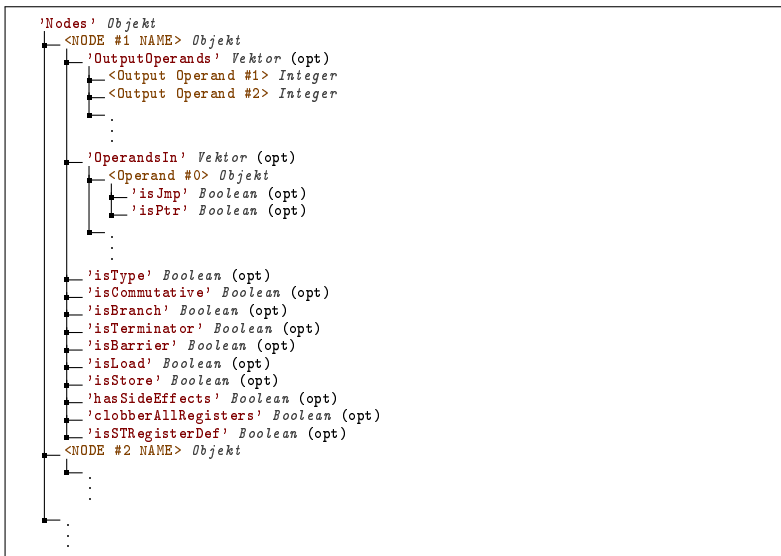 'Nodes' Objekt
<NODE #1 NAME> Objekt
'OutputOperands' Vektor (opt)
<Output Operand #1> Integer
<Output Operand #2> Integer
.
.
.
'OperandsIn' Vektor (opt)
<Operand #0> Objekt
'isJmp' Boolean (opt)
'isPtr' Boolean (opt)
.
.
.
'isType' Boolean (opt)
'isCommutative' Boolean (opt)
'isBranch' Boolean (opt)
'isTerminator' Boolean (opt)
'isBarrier' Boolean (opt)
'isLoad' Boolean (opt)
'isStore' Boolean (opt)
'hasSideEffects' Boolean (opt)
'clobberAllRegisters' Boolean (opt)
'isSTRegisterDef' Boolean (opt)
<NODE #2 NAME> Objekt
.
.
.
.
.
.